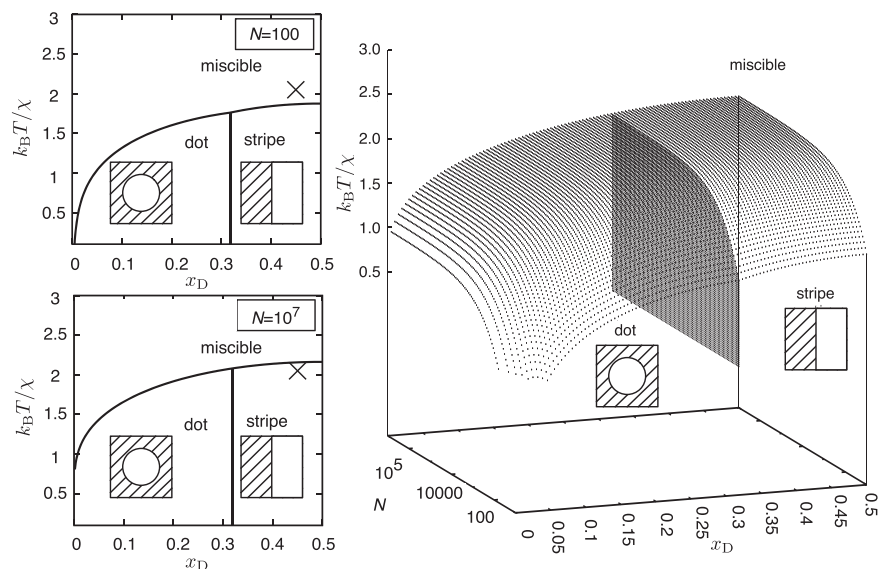 3
2.5
2
1.5
1
0.5
k_BT/χ
N=100
miscible
dot
stripe
0
0.1
0.2
0.3
0.4
0.5
x_D
3
2.5
2
1.5
1
0.5
k_BT/χ
N=10^7
miscible
dot
stripe
0
0.1
0.2
0.3
0.4
0.5
x_D
3.0
2.5
2.0
1.5
1.0
0.5
k_BT/χ
miscible
stripe
dot
10^5
10000
100
N
0
0.05
0.1
0.15
0.2
0.25
0.3
0.35
0.4
0.45
0.5
x_D